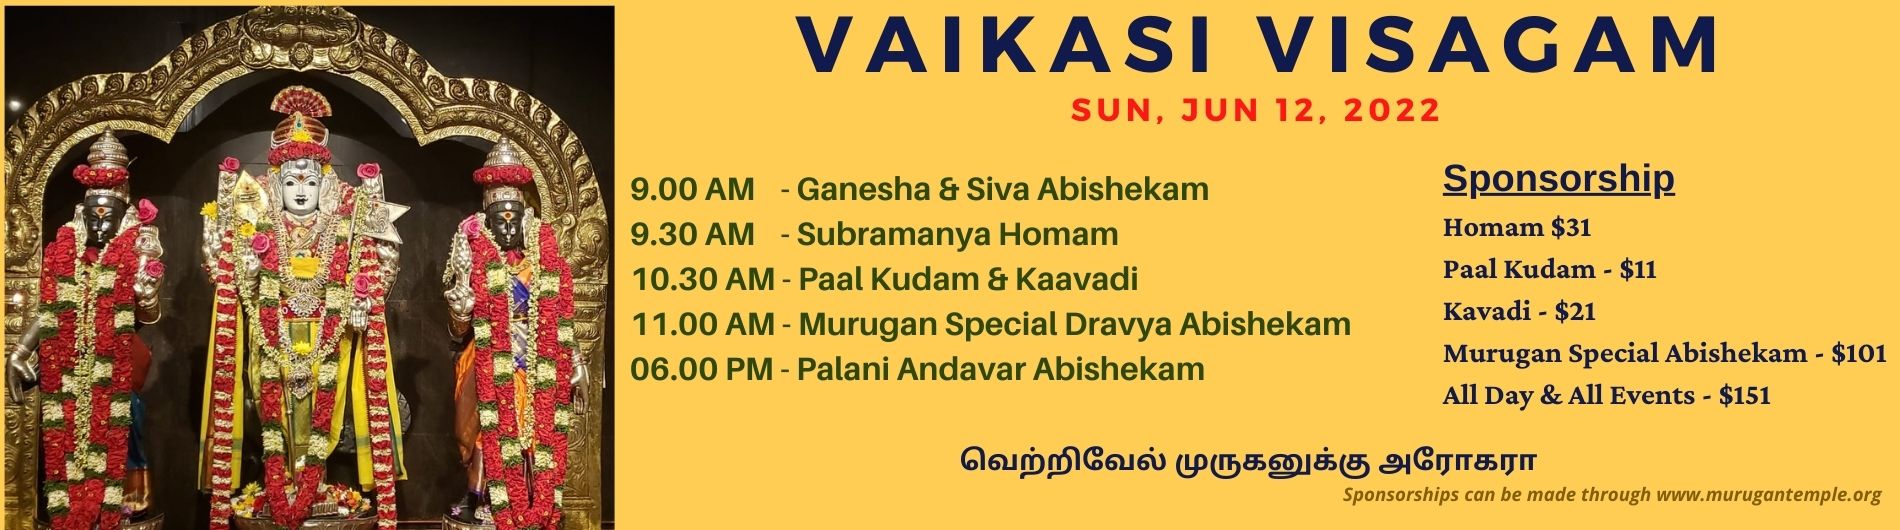 VAIKASI VISAGAM
SUN, JUN 12, 2022
9.00 AM - Ganesha & Siva Abishekam
9.30 AM - Subramanya Homam
10.30 AM - Paal Kudam & Kaavadi
11.00 AM - Murugan Special Dravya Abishekam
06.00 PM - Palani Andavar Abishekam
Sponsorship
Homam $31
Paal Kudam - $11
Kavadi - $21
Murugan Special Abishekam - $101
All Day & All Events - $151
வெற்றிவேல் முருகனுக்கு அரோகரா
Sponsorships can be made through www.murugantemple.org